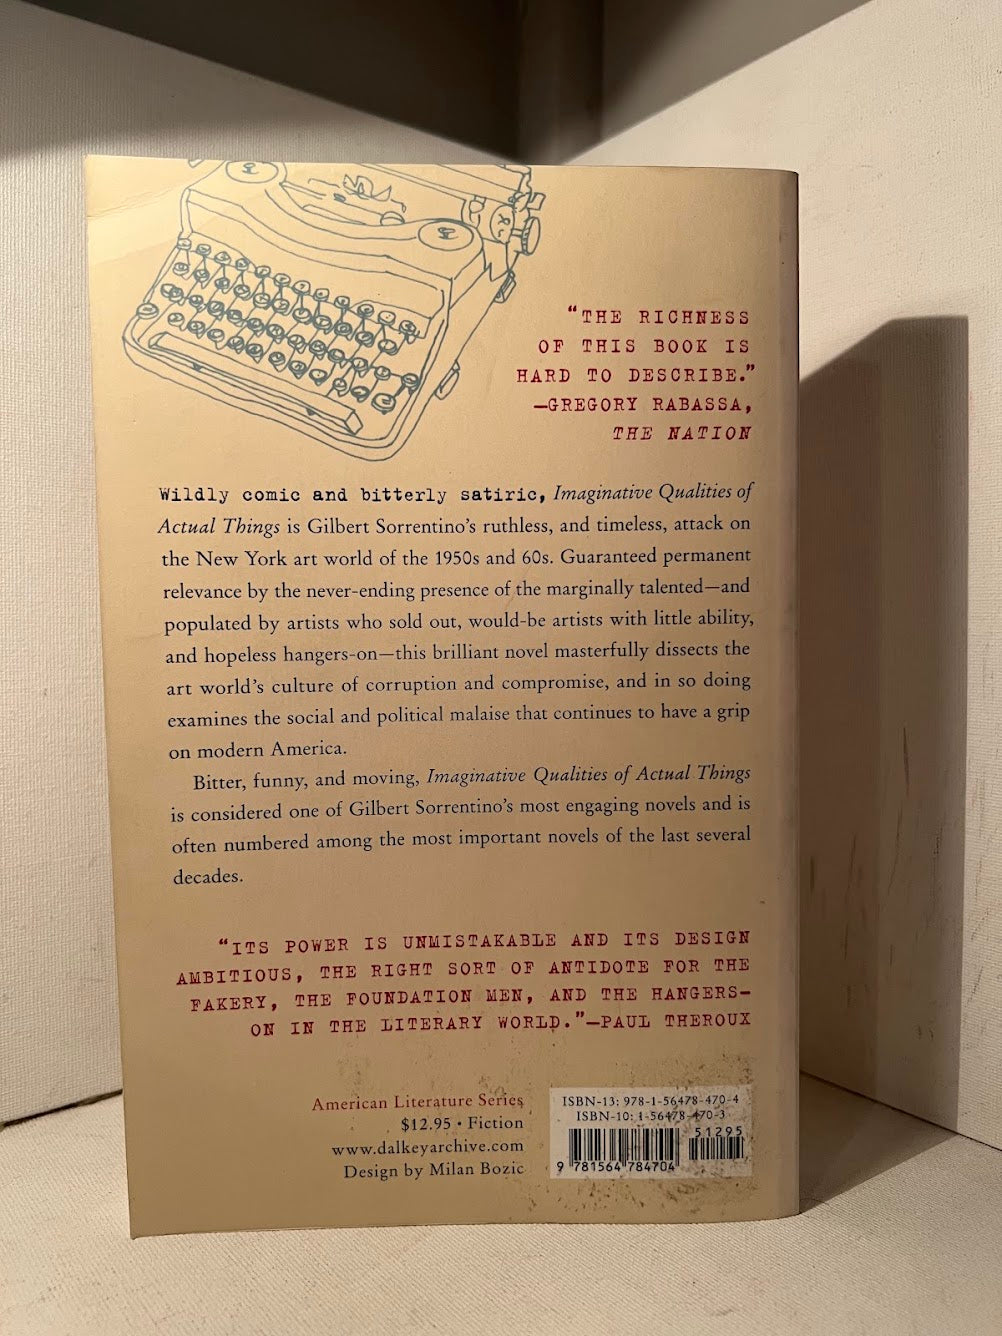 “THE RICHNESS
OF THIS BOOK IS
HARD TO DESCRIBE.”
—GREGORY RABASSA,
THE NATION
Wildly comic and bitterly satiric, Imaginative Qualities of
Actual Things is Gilbert Sorrentino’s ruthless, and timeless, attack on
the New York art world of the 1950s and 60s. Guaranteed permanent
relevance by the never-ending presence of the marginally talented—and
populated by artists who sold out, would-be artists with little ability,
and hopeless hangers-on—this brilliant novel masterfully dissects the
art world’s culture of corruption and compromise, and in so doing
examines the social and political malaise that continues to have a grip
on modern America.
Bitter, funny, and moving, Imaginative Qualities of Actual Things
is considered one of Gilbert Sorrentino’s most engaging novels and is
often numbered among the most important novels of the last several
decades.
“ITS POWER IS UNMISTAKABLE AND ITS DESIGN
AMBITIOUS, THE RIGHT SORT OF ANTIDOTE FOR THE
FAKERY, THE FOUNDATION MEN, AND THE HANGERS-
ON IN THE LITERARY WORLD.”—PAUL THEROUX
American Literature Series
$12.95 • Fiction
www.dalkeyarchive.com
Design by Milan Bozic
ISBN-13: 978-1-56478-470-4
ISBN-10: 1-56478-470-3
51295
9 781564 784704